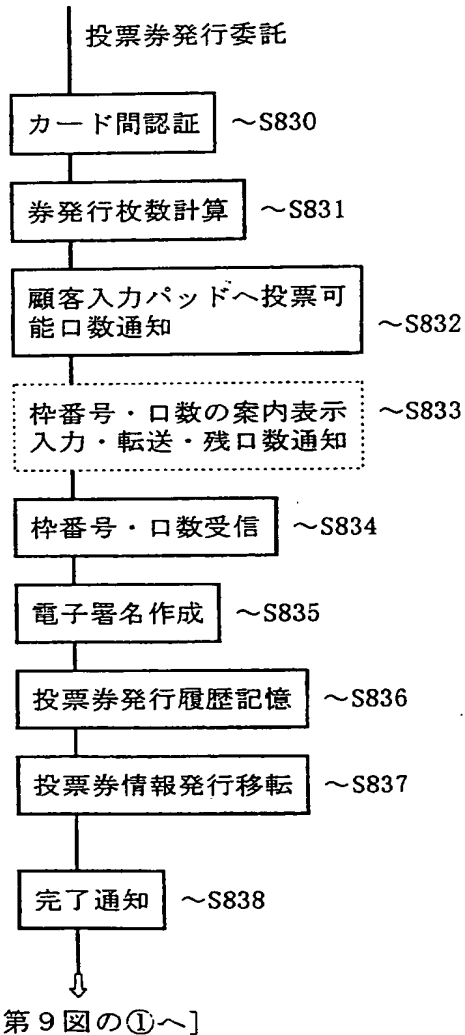 投票券発行委託
カード間認証 ～S830
券発行枚数計算 ～S831
顧客入力パッドへ投票可
能口数通知 ～S832
枠番号・口数の案内表示 ～S833
入力・転送・残口数通知
枠番号・口数受信 ～S834
電子署名作成 ～S835
投票券発行履歴記憶 ～S836
投票券情報発行移転 ～S837
完了通知 ～S838
第９図の①へ］